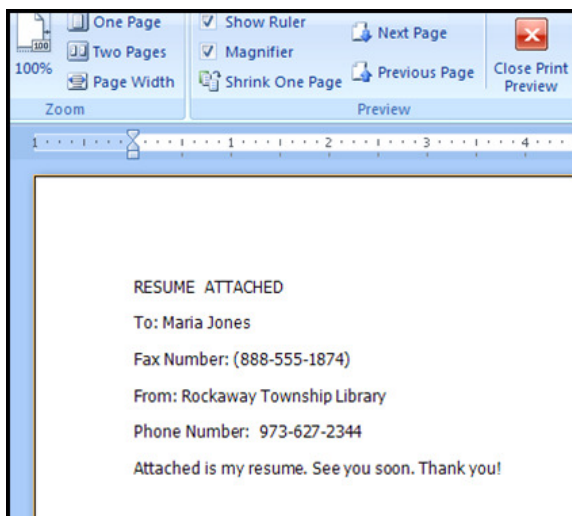 One Page
Show Ruler
Next Page
100
Two Pages
Magnifier
100%
Page Width
Shrink One Page
Previous Page
Close Print
Preview
Zoom
Preview
1 1 2 3 4
RESUME  ATTACHED
To: Maria Jones
Fax Number: (888-555-1874)
From: Rockaway Township Library
Phone Number:  973-627-2344
Attached is my resume. See you soon. Thank you!